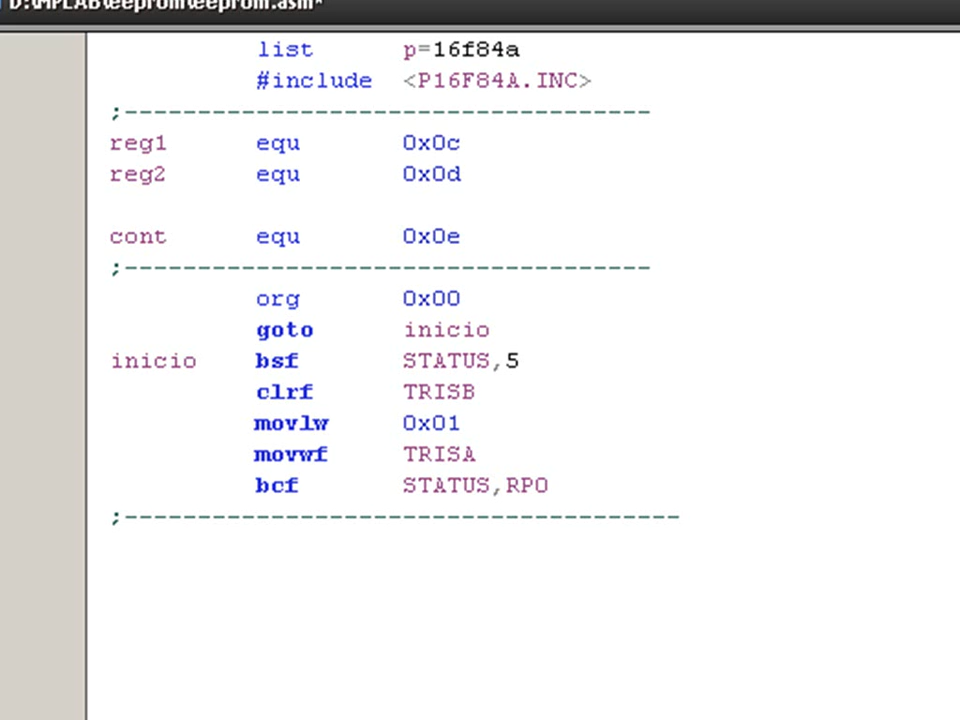 D:\MPLAB\eeprom\eeprom.asm*
list p=16f84a
#include <P16F84A.INC>
;------------------------------------
reg1 equ 0x0c
reg2 equ 0x0d
cont equ 0x0e
;------------------------------------
org 0x00
goto inicio
inicio bsf STATUS,5
clrf TRISB
movlw 0x01
movwf TRISA
bcf STATUS,RP0
;--------------------------------------